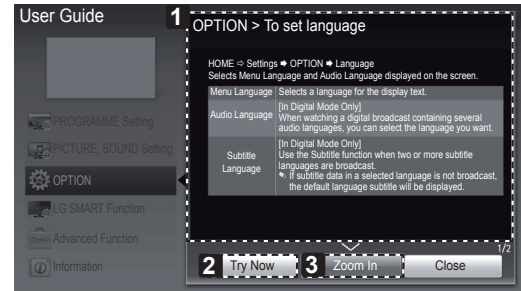 User Guide
1
OPTION > To set language
HOME ⇨ Settings ➡ OPTION ➡ Language
Selects Menu Language and Audio Language displayed on the screen.
Menu Language Selects a language for the display text.
Audio Language [In Digital Mode Only]
When watching a digital broadcast containing several
audio languages, you can select the language you want.
Subtitle
Language
[In Digital Mode Only]
Use the Subtitle function when two or more subtitle
languages are broadcast.
If subtitle data in a selected language is not broadcast,
the default language subtitle will be displayed.
PROGRAMME Setting
PICTURE, SOUND Setting
OPTION
LG SMART Function
Advanced Function
Information
1/2
2 Try Now 3 Zoom In Close